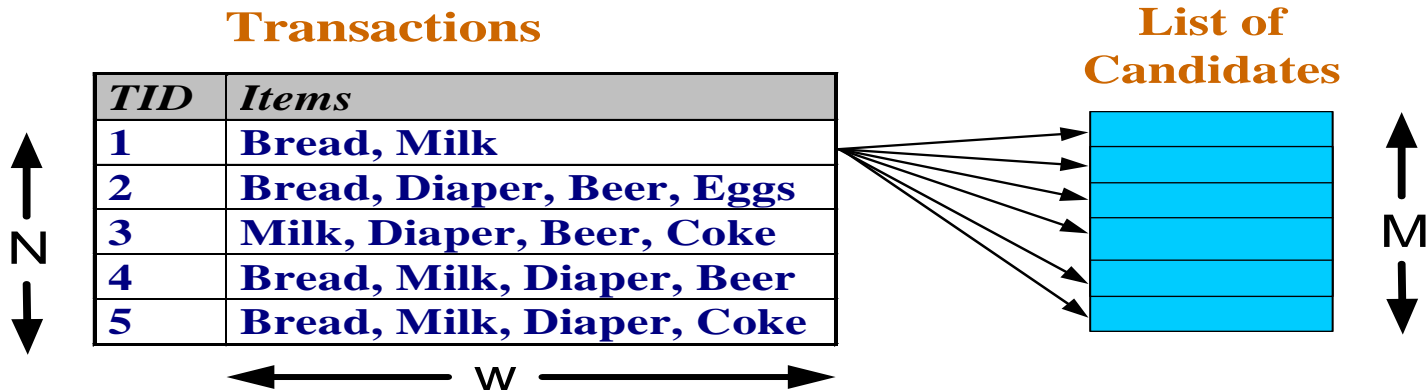 Transactions
List of
Candidates
TID Items
1 Bread, Milk
2 Bread, Diaper, Beer, Eggs
3 Milk, Diaper, Beer, Coke
4 Bread, Milk, Diaper, Beer
5 Bread, Milk, Diaper, Coke
N
M
w